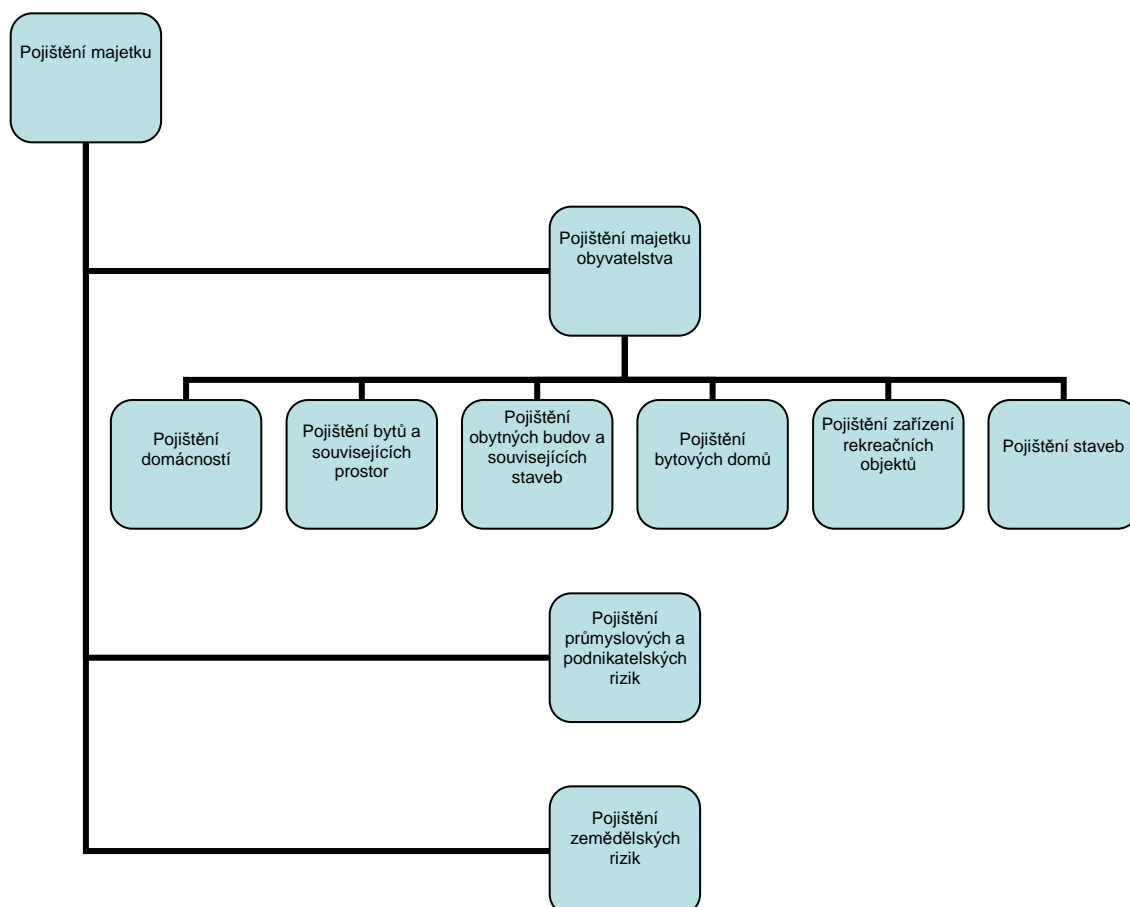 Pojištění majetku
Pojištění majetku
obyvatelstva
Pojištění
domácností
Pojištění bytů a
souvisejících
prostor
Pojištění
obytných budov a
souvisejících
staveb
Pojištění
bytových domů
Pojištění zařízení
rekreačních
objektů
Pojištění staveb
Pojištění
průmyslových a
podnikatelských
rizik
Pojištění
zemědělských
rizik